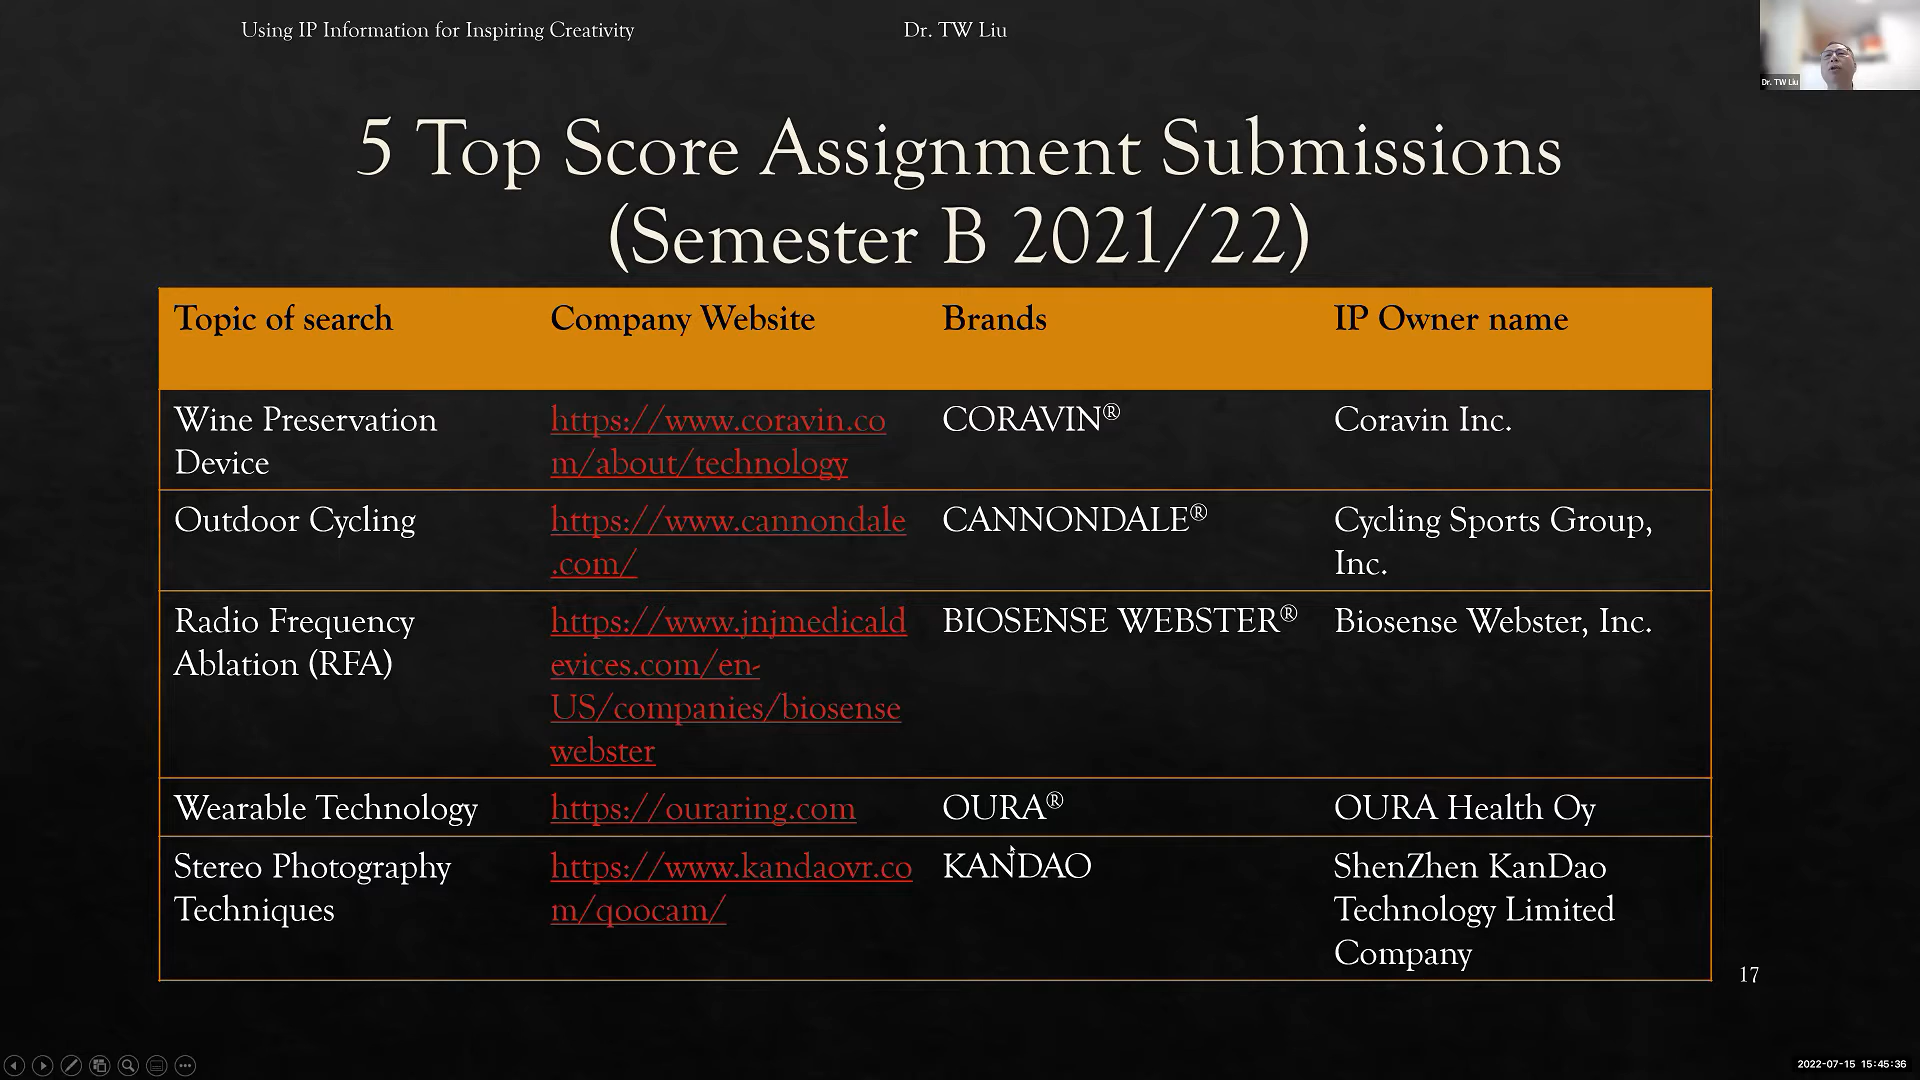 Using IP Information for Inspiring Creativity
Dr. TW Liu
Dr. TW Liu
5 Top Score Assignment Submissions
(Semester B 2021/22)
Topic of search
Company Website
Brands
IP Owner name
Wine Preservation
Device
https://www.coravin.co
m/about/technology
CORAVIN®
Coravin Inc.
Outdoor Cycling
https://www.cannondale
.com/
CANNONDALE®
Cycling Sports Group,
Inc.
Radio Frequency
Ablation (RFA)
https://www.jnjmedicald
evices.com/en-
US/companies/biosense
webster
BIOSENSE WEBSTER®
Biosense Webster, Inc.
Wearable Technology
https://ouraring.com
OURA®
OURA Health Oy
Stereo Photography
Techniques
https://www.kandaovr.co
m/qoocam/
KANDAO
ShenZhen KanDao
Technology Limited
Company
17
2022-07-15 15:45:36